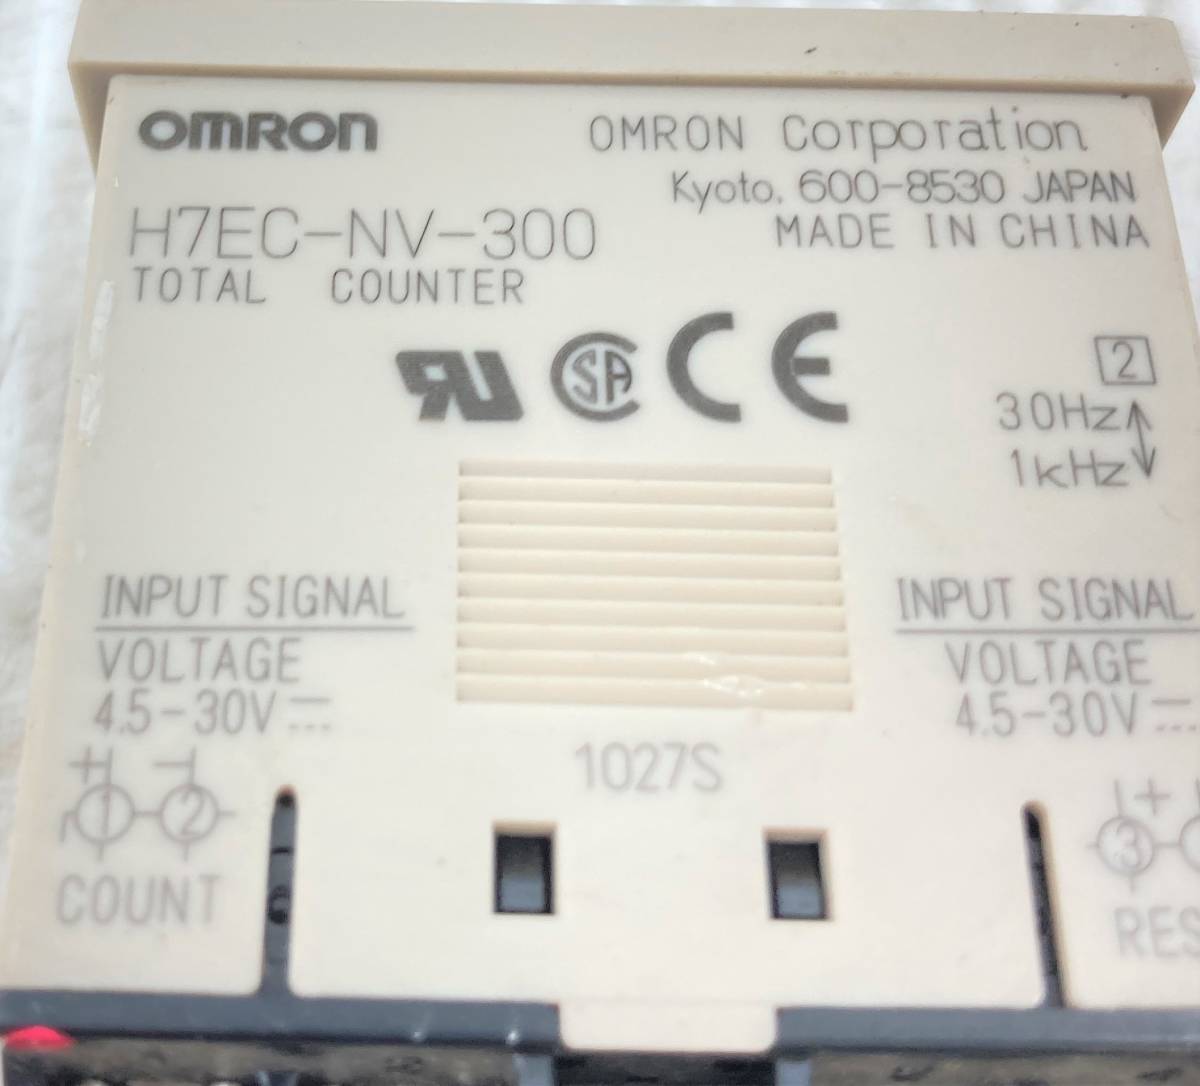 OMRON
OMRON Corporation
Kyoto, 600-8530 JAPAN
MADE IN CHINA
H7EC-NV-300
TOTAL COUNTER
CE
2
30Hz
1kHz
INPUT SIGNAL
VOLTAGE
4.5-30V
+ -
1 2
COUNT
1027S
INPUT SIGNAL
VOLTAGE
4.5-30V
+
3
RES